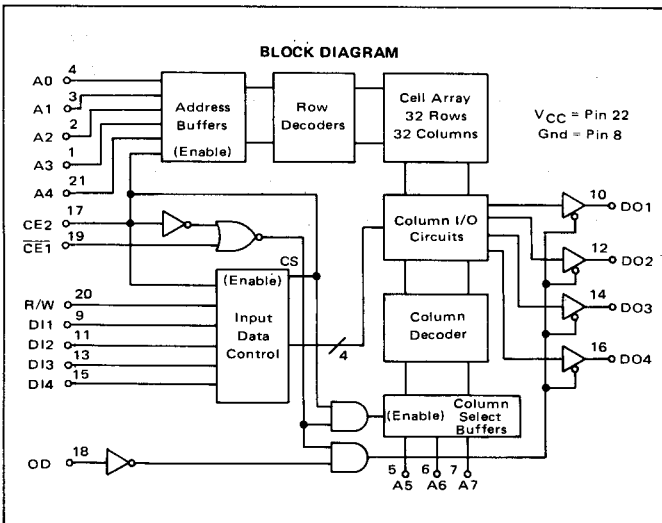 BLOCK DIAGRAM
A0 4
A1 3
A2 2
A3 1
A4 21
CE2 17
CE1 19
R/W 20
DI1 9
DI2 11
DI3 13
DI4 15
OD 18
Address
Buffers
(Enable)
Row
Decoders
Cell Array
32 Rows
32 Columns
VCC = Pin 22
Gnd = Pin 8
CS
(Enable)
Input
Data
Control
4
Column I/O
Circuits
Column
Decoder
(Enable) Column
Select
Buffers
5 A5
6 A6
7 A7
10 DO1
12 DO2
14 DO3
16 DO4